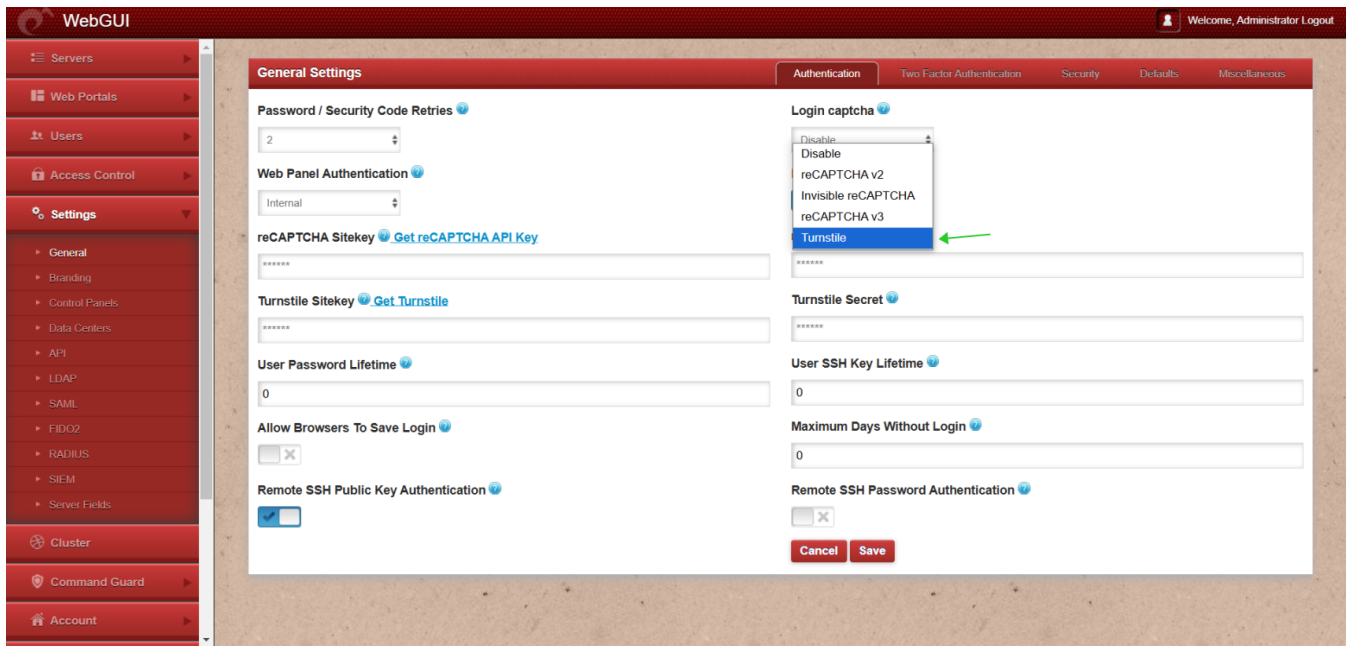 WebGUI
Welcome, Administrator Logout
Servers
Web Portals
Users
Access Control
Settings
General
Branding
Control Panels
Data Centers
API
LDAP
SAML
FIDO2
RADIUS
SIEM
Server Fields
Cluster
Command Guard
Account
General Settings
Authentication
Two Factor Authentication
Security
Defaults
Miscellaneous
Password / Security Code Retries
2
Login captcha
Disable
Disable
reCAPTCHA v2
Invisible reCAPTCHA
reCAPTCHA v3
Turnstile
Web Panel Authentication
Internal
reCAPTCHA Sitekey Get reCAPTCHA API Key
******
******
Turnstile Sitekey Get Turnstile
******
Turnstile Secret
******
User Password Lifetime
0
User SSH Key Lifetime
0
Allow Browsers To Save Login
Maximum Days Without Login
0
Remote SSH Public Key Authentication
Remote SSH Password Authentication
Cancel Save